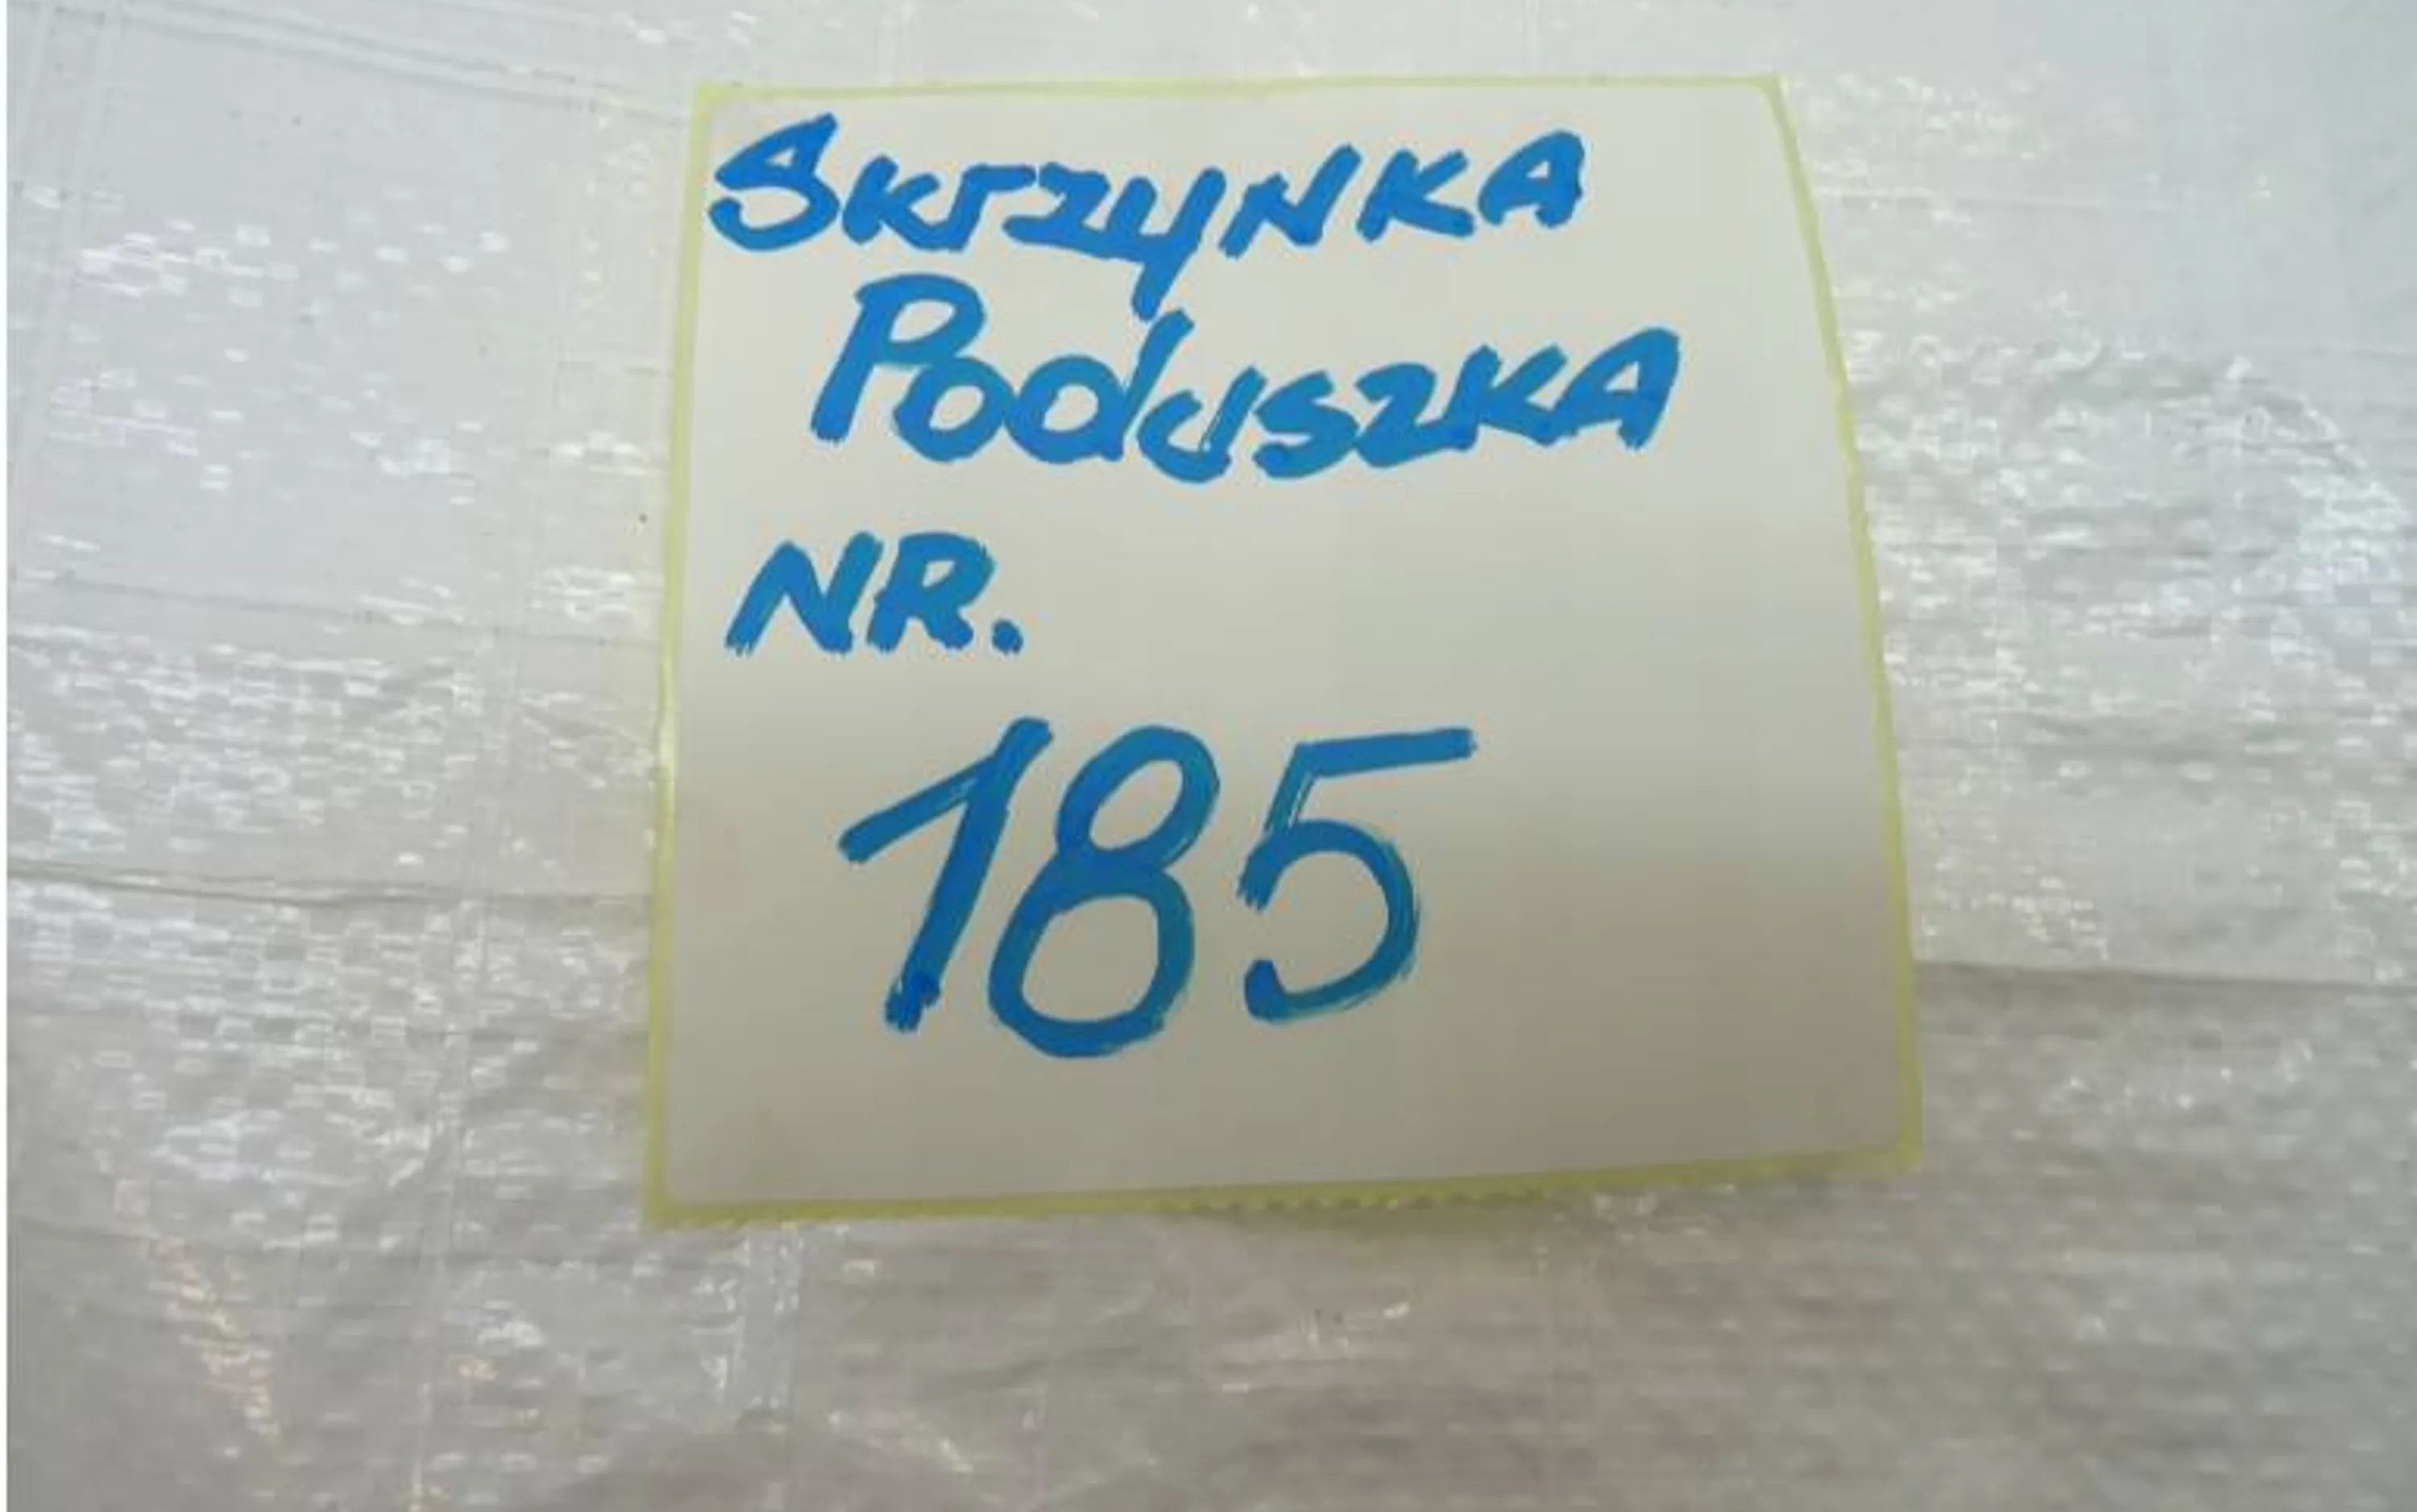 SKRZYNKA
PODUSZKA
NR.
185